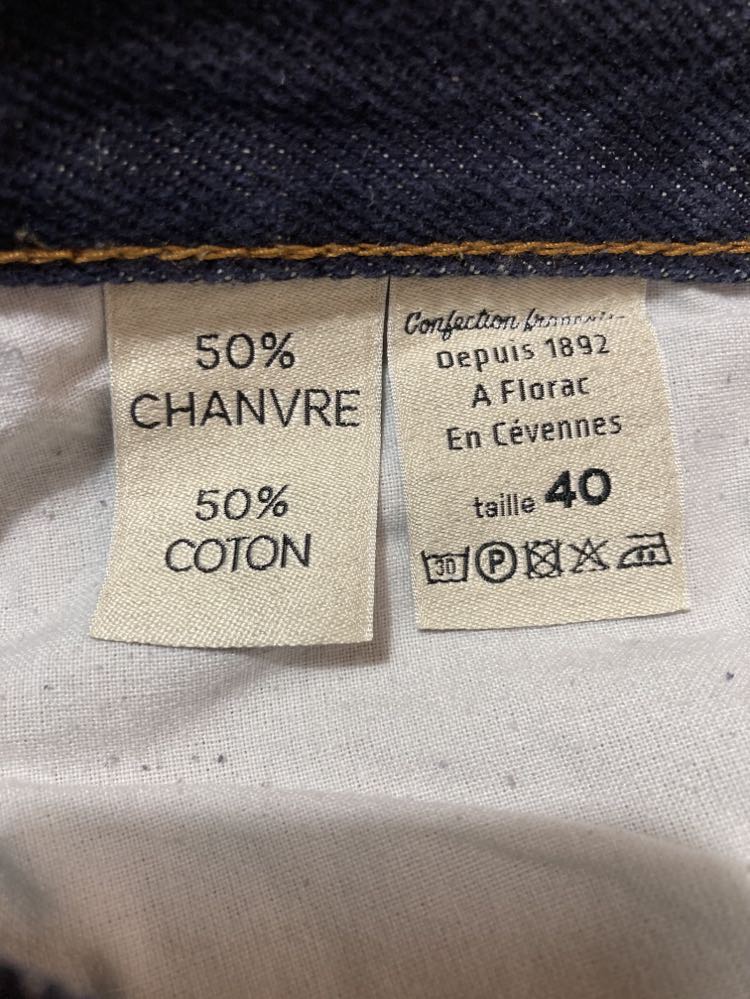 50%
CHANVRE
50%
COTON
Confection
Depuis 1892
A Florac
En Cévennes
taille 40
30 P